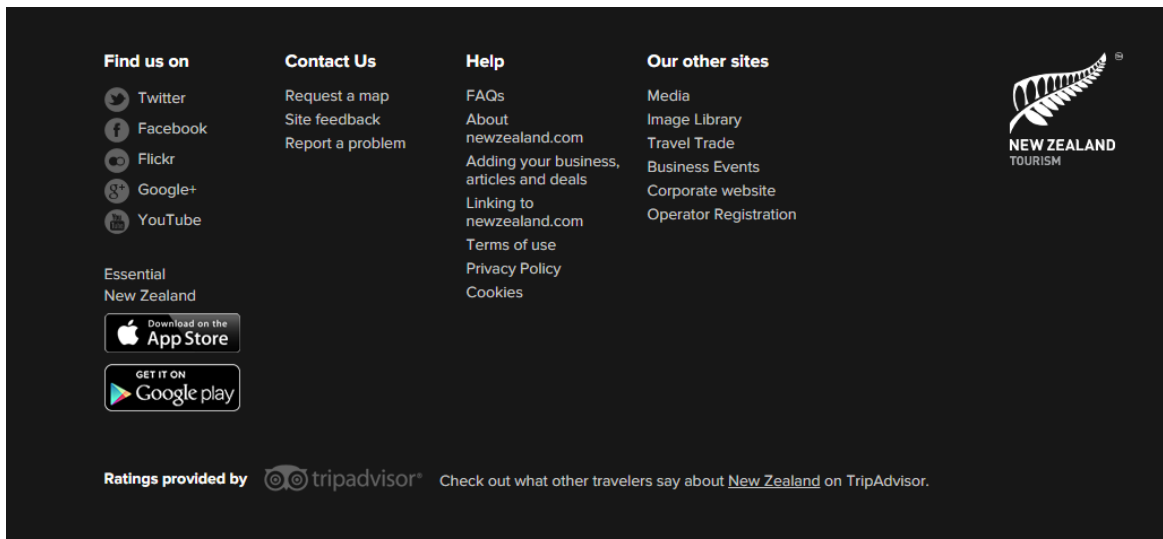 Find us on
Twitter
Facebook
Flickr
Google+
YouTube
Essential
New Zealand
Download on the
App Store
GET IT ON
Google play
Contact Us
Request a map
Site feedback
Report a problem
Help
FAQs
About
newzealand.com
Adding your business,
articles and deals
Linking to
newzealand.com
Terms of use
Privacy Policy
Cookies
Our other sites
Media
Image Library
Travel Trade
Business Events
Corporate website
Operator Registration
NEW ZEALAND
TOURISM
Ratings provided by tripadvisor® Check out what other travelers say about New Zealand on TripAdvisor.